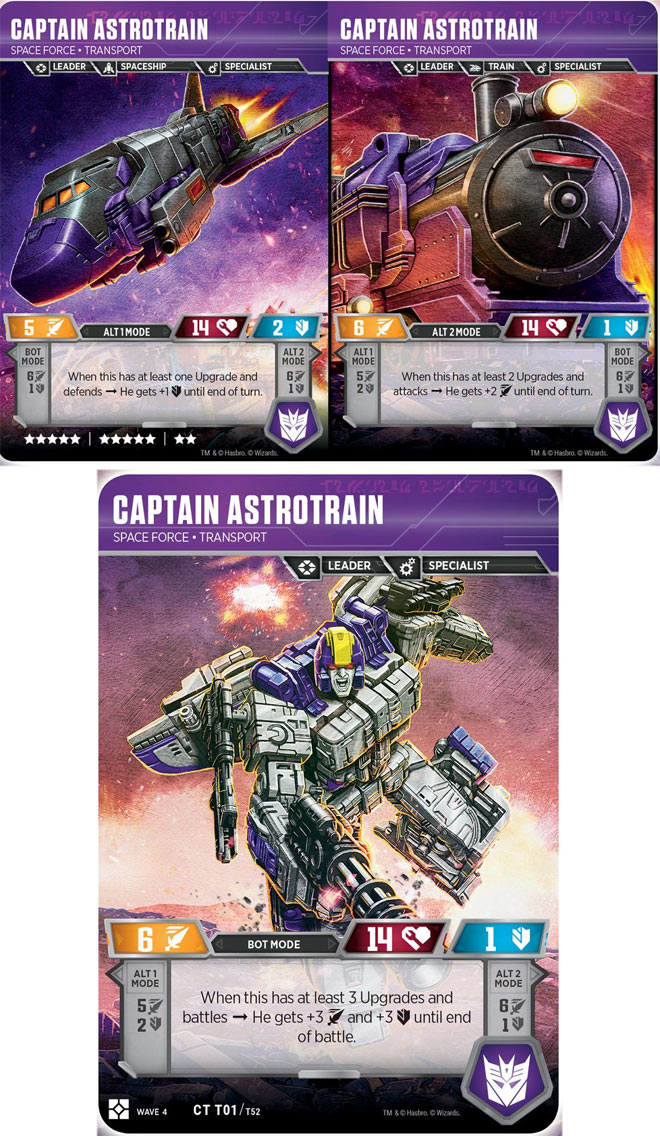 CAPTAIN ASTROTRAIN
SPACE FORCE • TRANSPORT
LEADER SPACESHIP SPECIALIST
5 ALT 1 MODE 14 2
BOT MODE
6
1
When this has at least one Upgrade and
defends → He gets +1 until end of turn.
ALT 2 MODE
6
1
TM & © Hasbro. © Wizards.
CAPTAIN ASTROTRAIN
SPACE FORCE • TRANSPORT
LEADER TRAIN SPECIALIST
6 ALT 2 MODE 14 1
ALT 1 MODE
5
2
When this has at least 2 Upgrades and
attacks → He gets +2 until end of turn.
BOT MODE
6
1
TM & © Hasbro. © Wizards.
CAPTAIN ASTROTRAIN
SPACE FORCE • TRANSPORT
LEADER SPECIALIST
6 BOT MODE 14 1
ALT 1 MODE
5
2
When this has at least 3 Upgrades and
battles → He gets +3 and +3 until end
of battle.
ALT 2 MODE
6
1
WAVE 4 CT T01/T52
TM & © Hasbro. © Wizards.